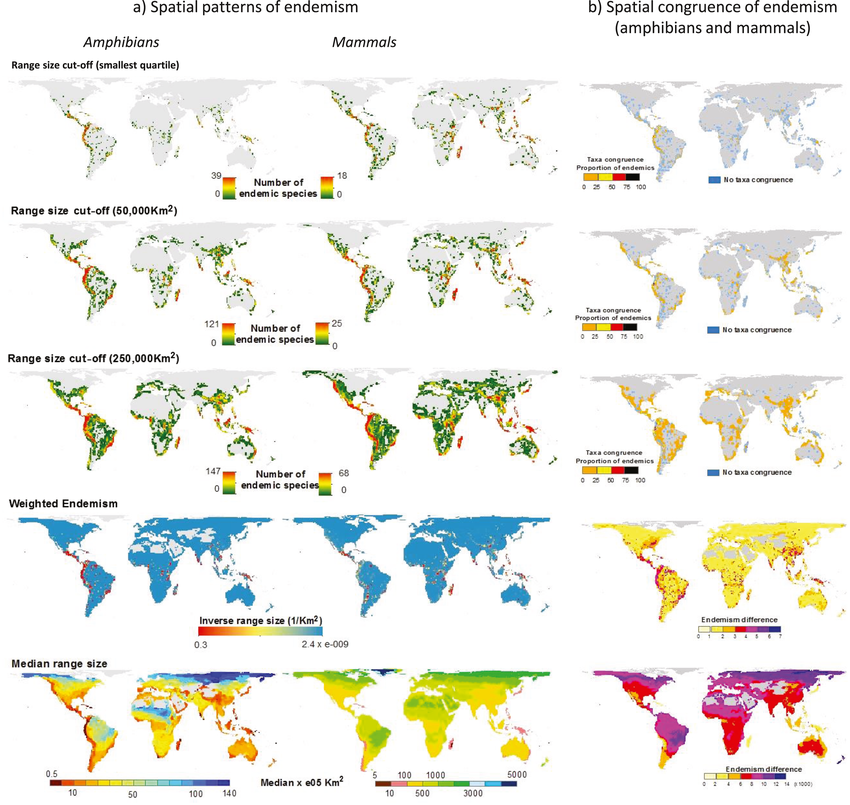 a) Spatial patterns of endemism
b) Spatial congruence of endemism
(amphibians and mammals)
Amphibians
Mammals
Range size cut-off (smallest quartile)
39
0
Number of
endemic species
18
0
Taxa congruence
Proportion of endemics
0 25 50 75 100
No taxa congruence
Range size cut-off (50,000Km²)
121
0
Number of
endemic species
25
0
Taxa congruence
Proportion of endemics
0 25 50 75 100
No taxa congruence
Range size cut-off (250,000Km²)
147
0
Number of
endemic species
68
0
Taxa congruence
Proportion of endemics
0 25 50 75 100
No taxa congruence
Weighted Endemism
Inverse range size (1/Km²)
0.3
2.4 x e-009
Endemism difference
0 1 2 3 4 5 6 7
Median range size
0.5 50 100 140
10
Median x e05 Km²
5 100 1000 5000
10 500 3000
Endemism difference
0 2 4 6 8 10 12 14